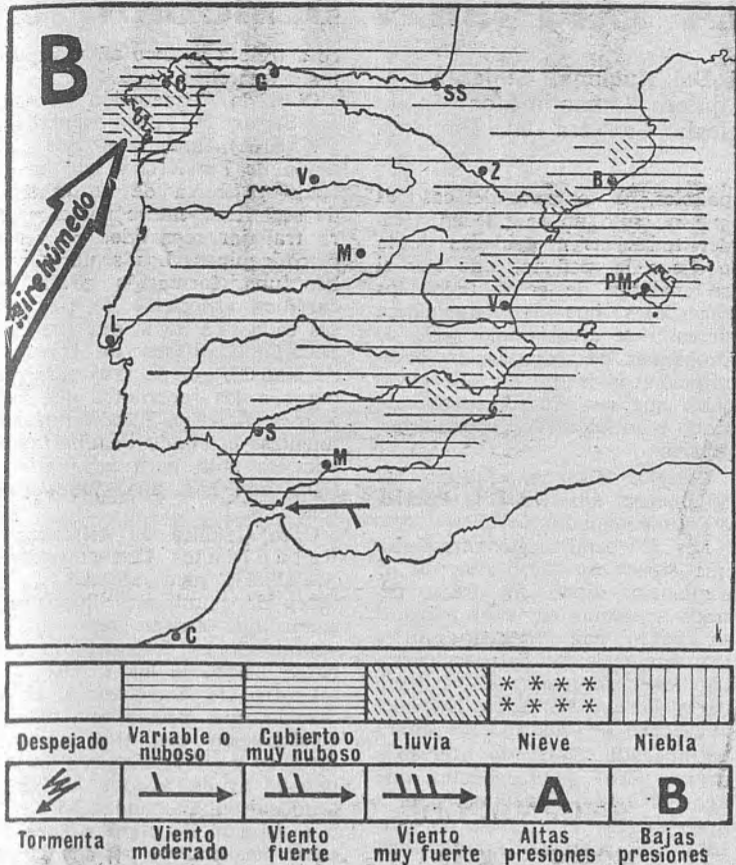 B
G
SS
V
Z
B
M
PM
Aire húmedo
V
L
S
M
C
k
Despejado
Variable o nuboso
Cubierto o muy nuboso
Lluvia
Nieve
Niebla
A
B
Tormenta
Viento moderado
Viento fuerte
Viento muy fuerte
Altas presiones
Bajas presiones